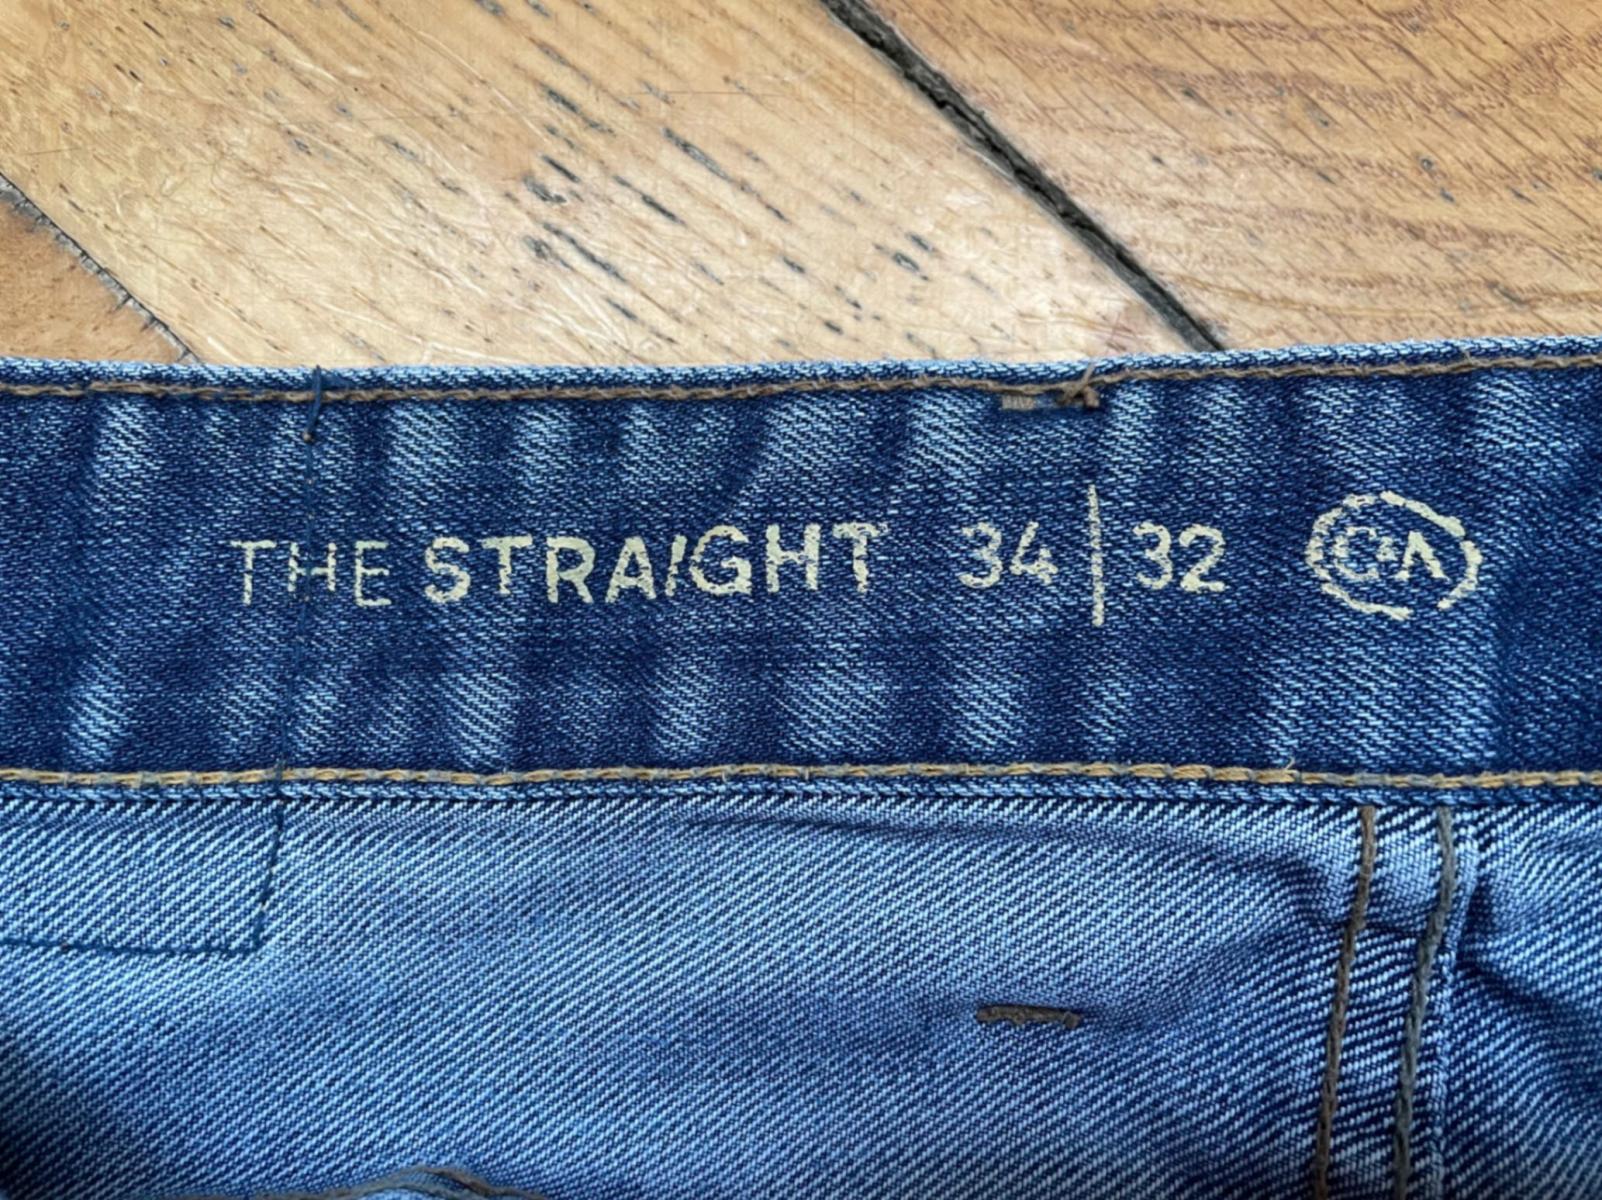 THE STRAIGHT 34|32 C&A